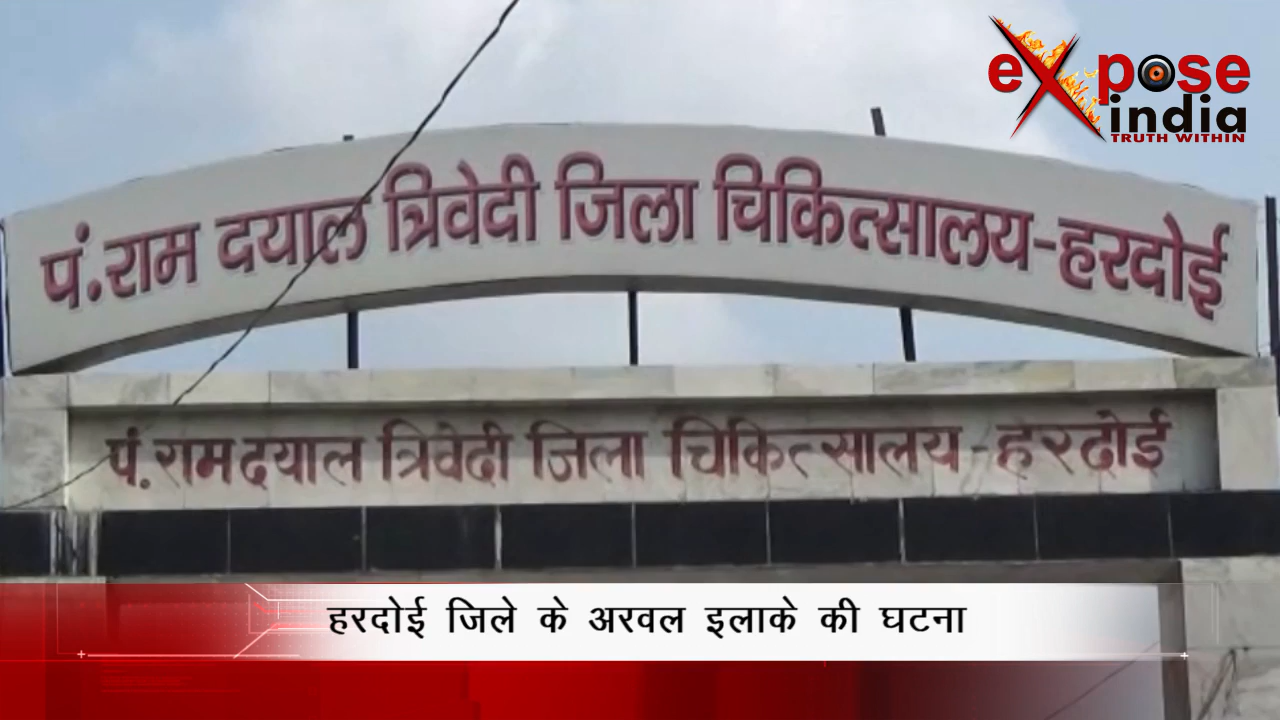 expose
india
TRUTH WITHIN
पं.राम दयाल त्रिवेदी जिला चिकित्सालय-हरदोई
पं.रामदयाल त्रिवेदी जिला चिकित्सालय-हरदोई
हरदोई जिले के अरवल इलाके की घटना